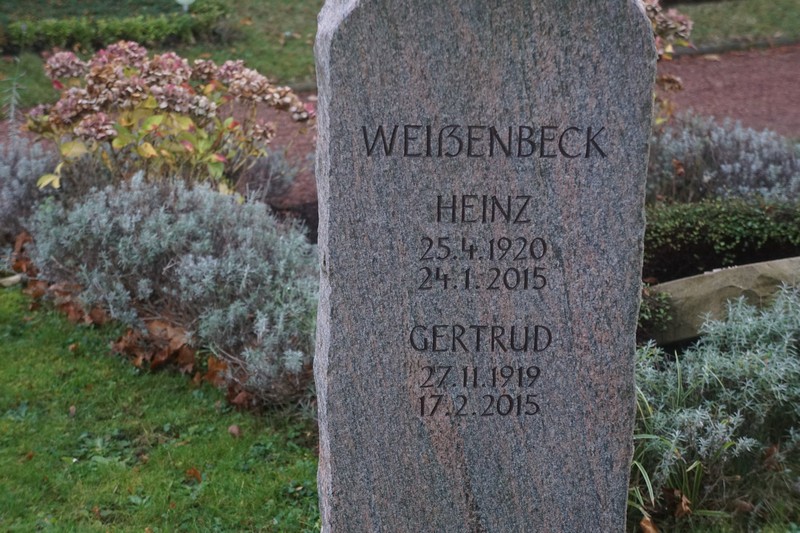 WEIẞENBECK
HEINZ
25.4.1920
24.1.2015
GERTRUD
27.11.1919
17.2.2015